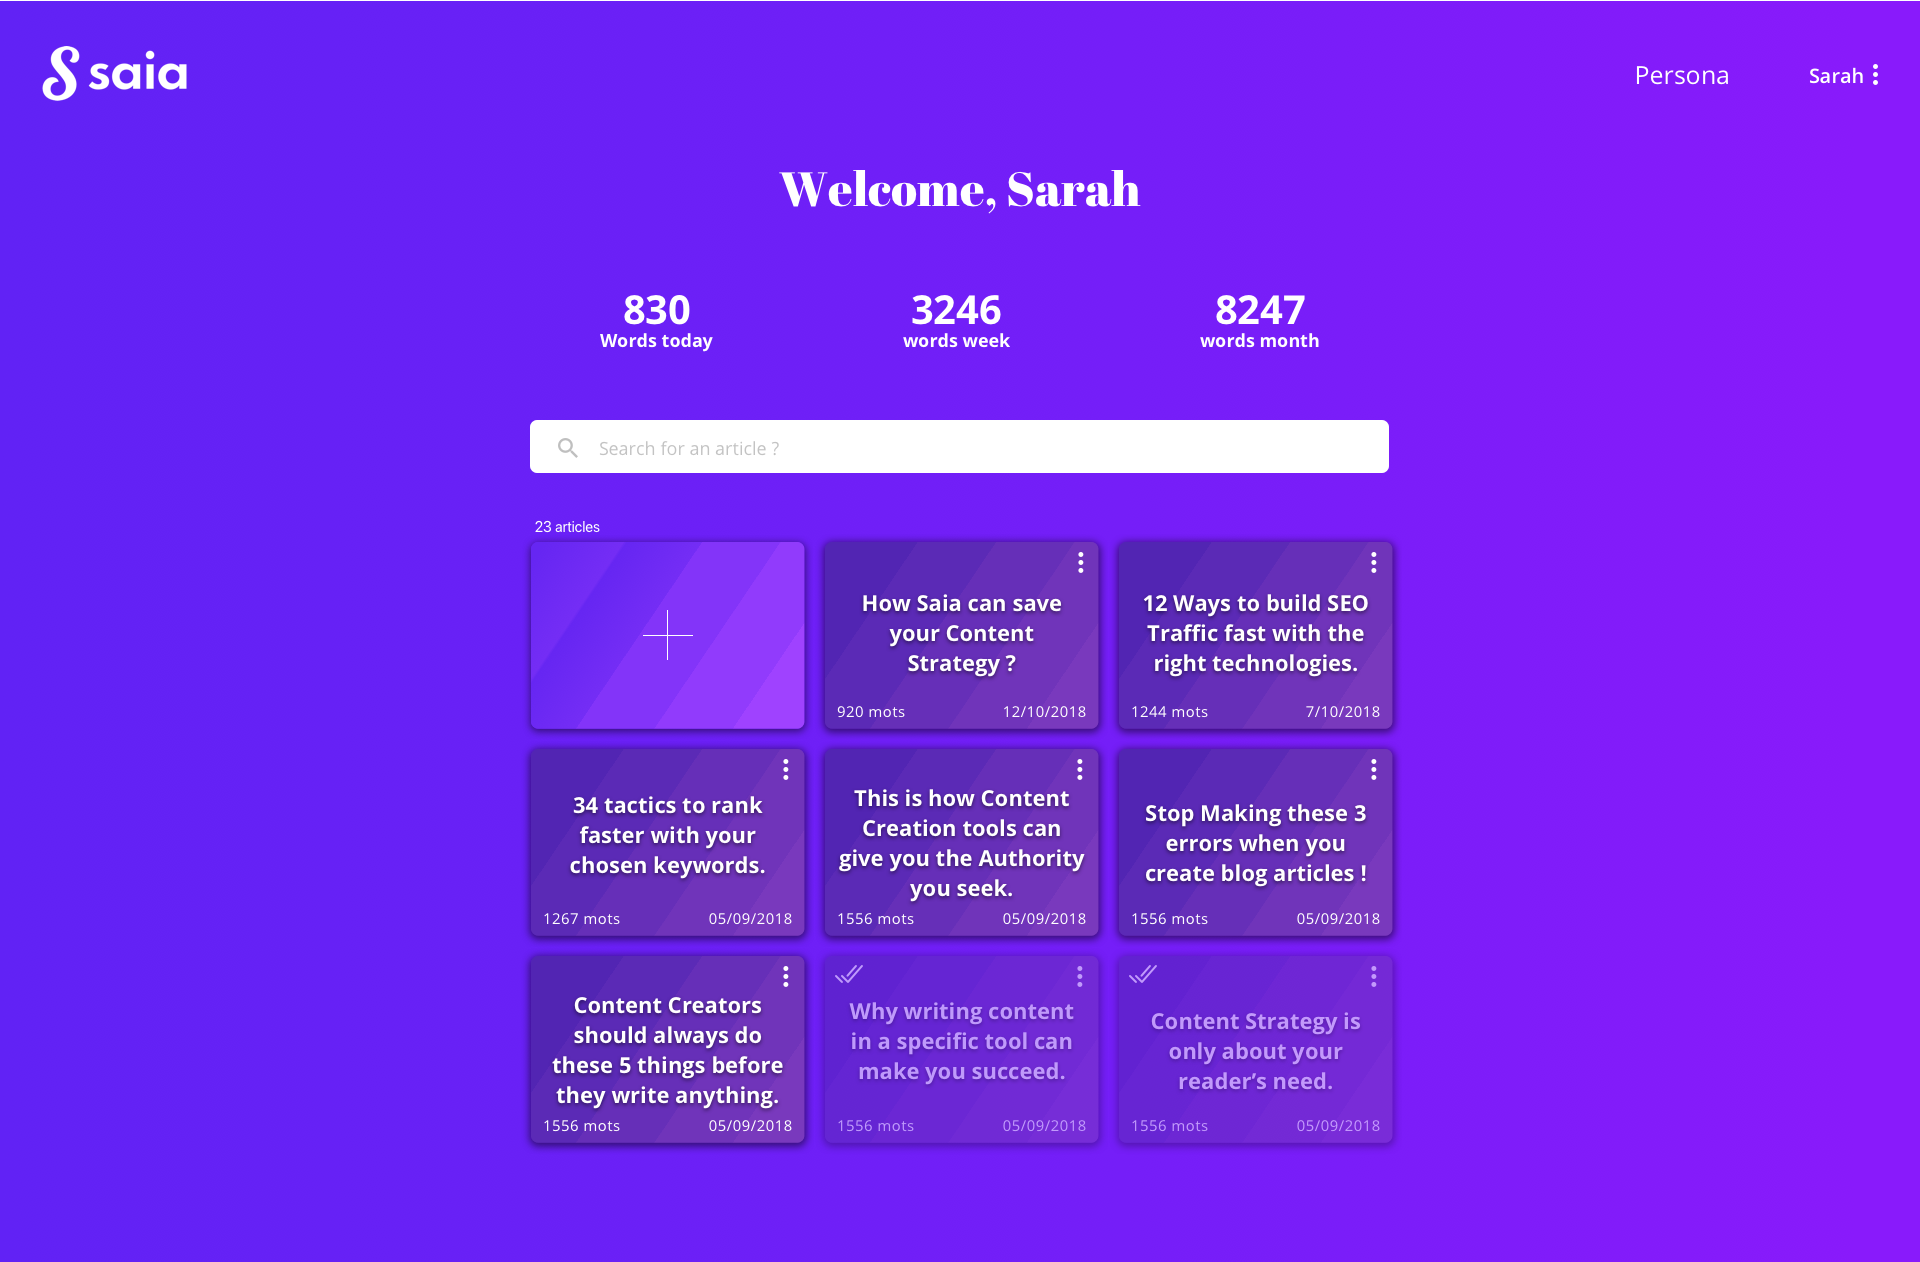 saia
Persona
Sarah
Welcome, Sarah
830
Words today
3246
words week
8247
words month
Search for an article ?
23 articles
How Saia can save
your Content
Strategy ?
920 mots
12/10/2018
12 Ways to build SEO
Traffic fast with the
right technologies.
1244 mots
7/10/2018
34 tactics to rank
faster with your
chosen keywords.
1267 mots
05/09/2018
This is how Content
Creation tools can
give you the Authority
you seek.
1556 mots
05/09/2018
Stop Making these 3
errors when you
create blog articles !
1556 mots
05/09/2018
Content Creators
should always do
these 5 things before
they write anything.
1556 mots
05/09/2018
Why writing content
in a specific tool can
make you succeed.
1556 mots
05/09/2018
Content Strategy is
only about your
reader’s need.
1556 mots
05/09/2018